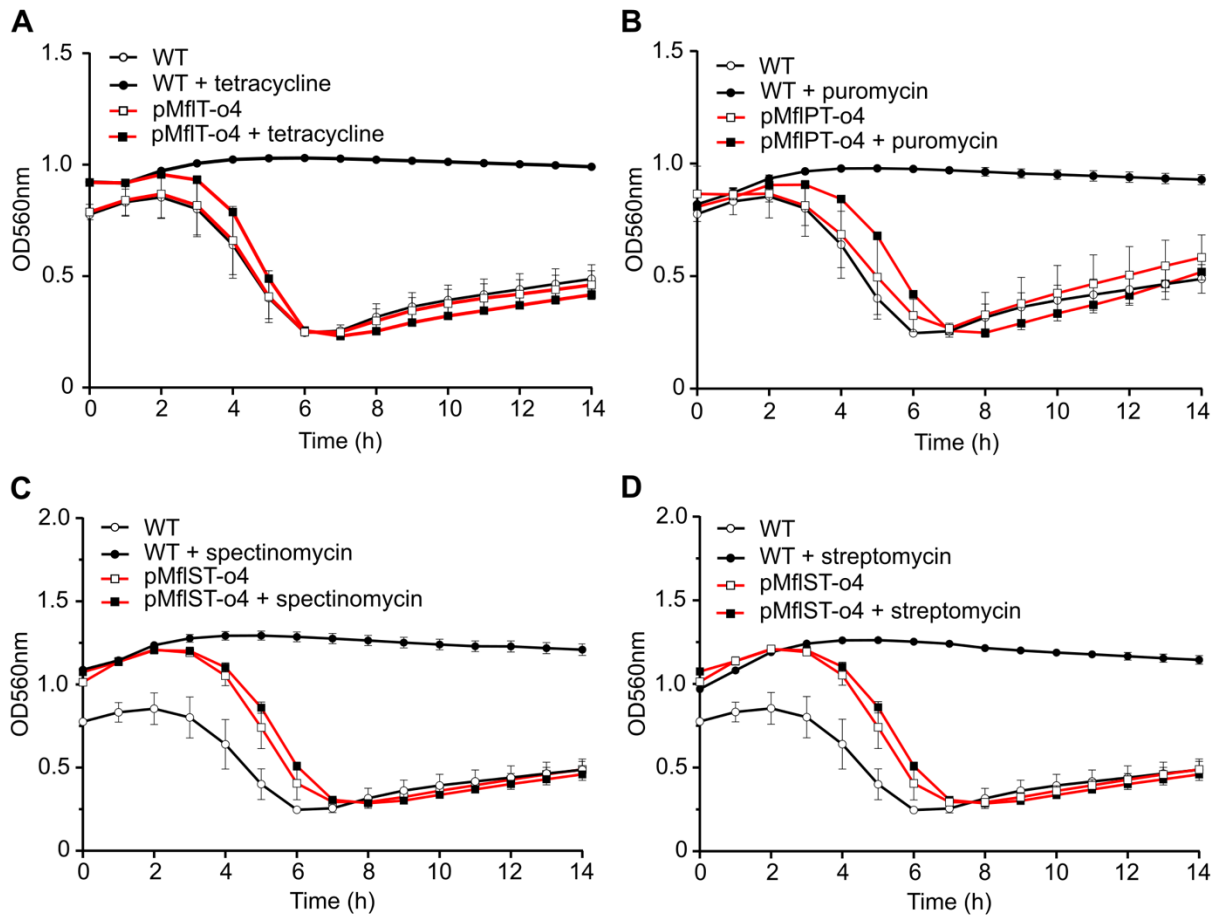 A
1.5
1.0
0.5
0
OD560nm
WT
WT + tetracycline
pMflT-o4
pMflT-o4 + tetracycline
0 2 4 6 8 10 12 14
Time (h)
B
1.5
1.0
0.5
0
OD560nm
WT
WT + puromycin
pMflPT-o4
pMflPT-o4 + puromycin
0 2 4 6 8 10 12 14
Time (h)
C
2.0
1.5
1.0
0.5
0
OD560nm
WT
WT + spectinomycin
pMflST-o4
pMflST-o4 + spectinomycin
0 2 4 6 8 10 12 14
Time (h)
D
2.0
1.5
1.0
0.5
0
OD560nm
WT
WT + streptomycin
pMflST-o4
pMflST-o4 + streptomycin
0 2 4 6 8 10 12 14
Time (h)